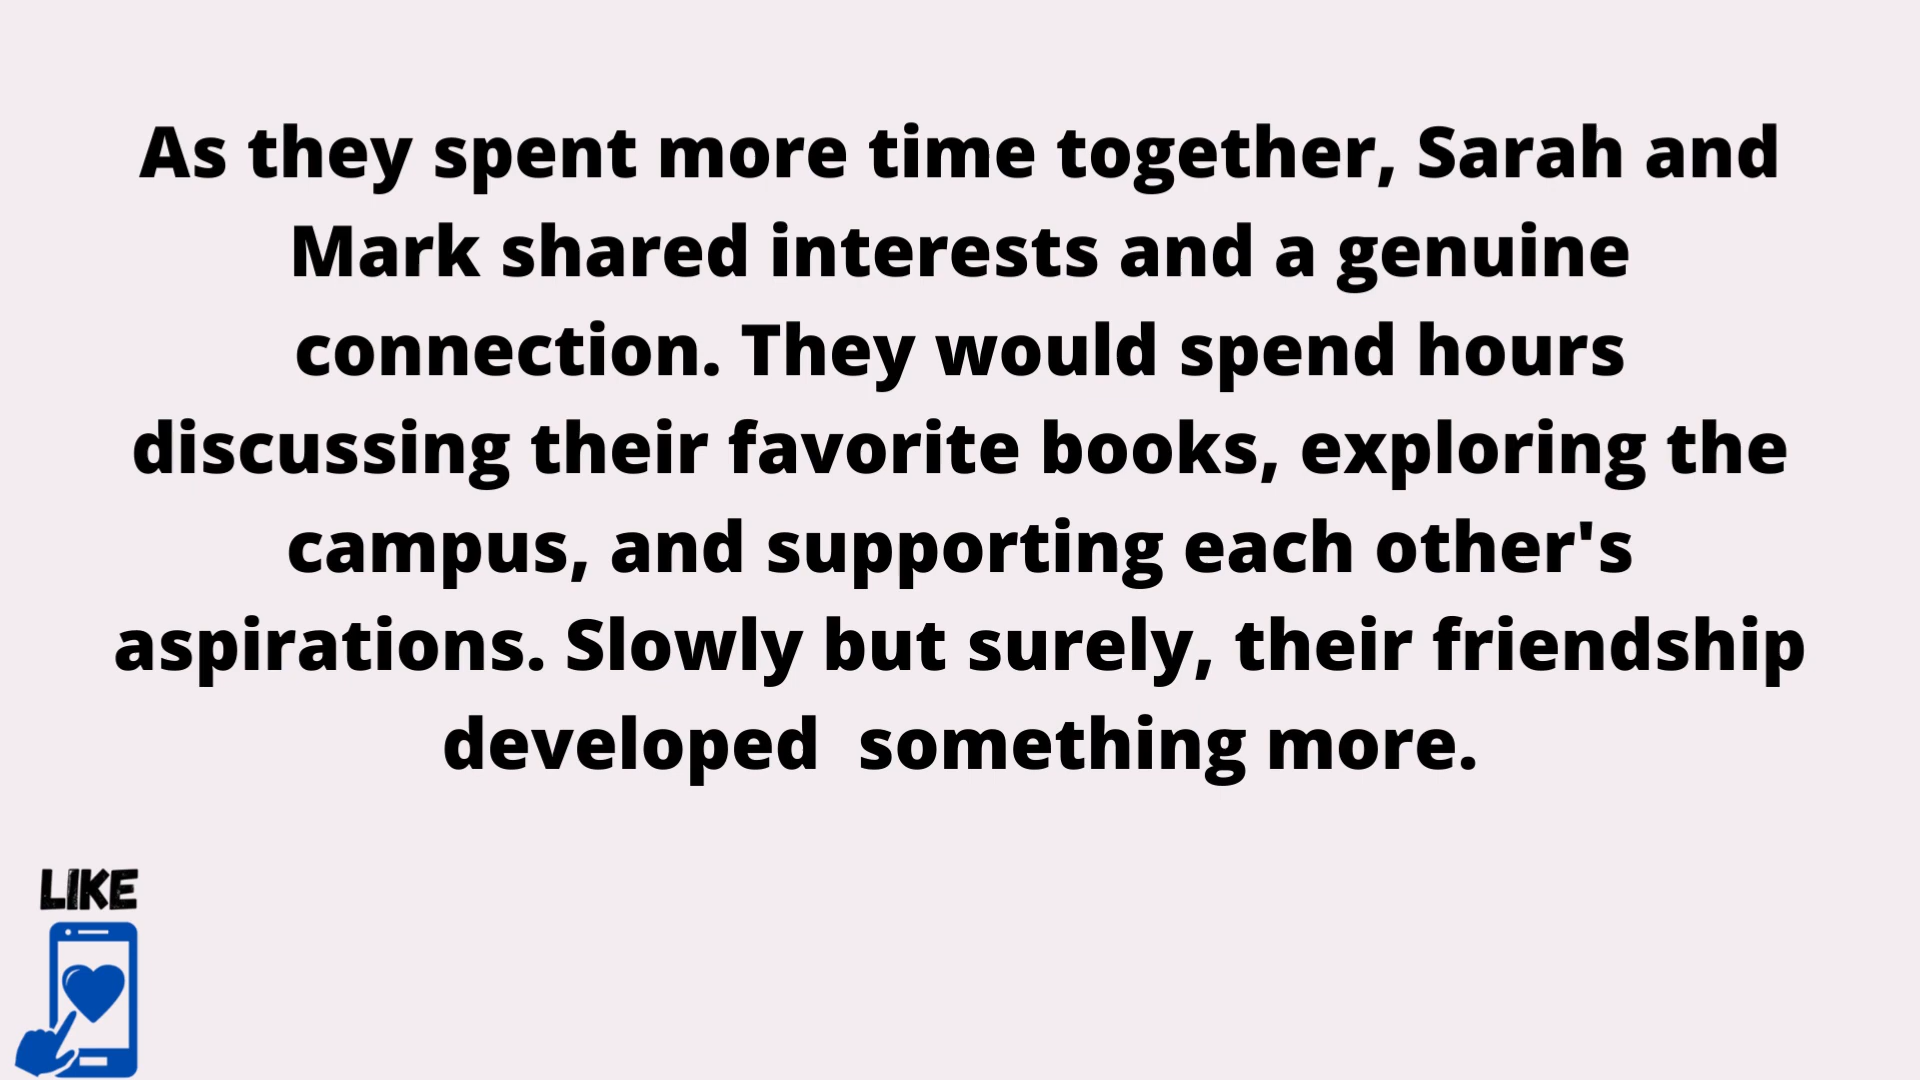 As they spent more time together, Sarah and
Mark shared interests and a genuine
connection. They would spend hours
discussing their favorite books, exploring the
campus, and supporting each other's
aspirations. Slowly but surely, their friendship
developed  something more.
LIKE